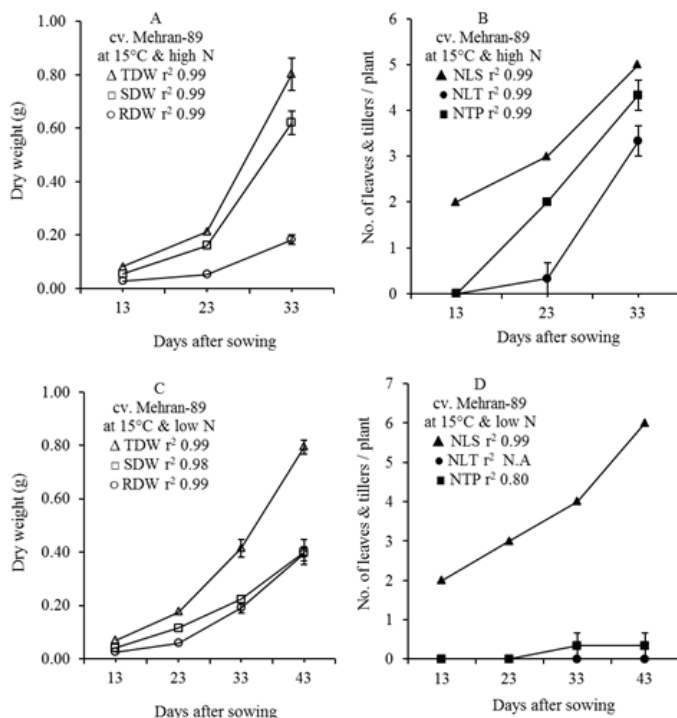 A
cv. Mehran-89
at 15°C & high N
TDW r² 0.99
SDW r² 0.99
RDW r² 0.99
Dry weight (g)
1.00
0.80
0.60
0.40
0.20
0.00
13 23 33
Days after sowing
B
cv. Mehran-89
at 15°C & high N
NLS r² 0.99
NLT r² 0.99
NTP r² 0.99
No. of leaves & tillers / plant
6
5
4
3
2
1
0
13 23 33
Days after sowing
C
cv. Mehran-89
at 15°C & low N
TDW r² 0.99
SDW r² 0.98
RDW r² 0.99
Dry weight (g)
1.00
0.80
0.60
0.40
0.20
0.00
13 23 33 43
Days after sowing
D
cv. Mehran-89
at 15°C & low N
NLS r² 0.99
NLT r² N.A
NTP r² 0.80
No. of leaves & tillers / plant
7
6
5
4
3
2
1
0
13 23 33 43
Days after sowing